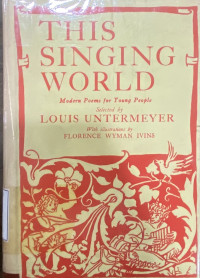 THIS
SINGING
WORLD
Modern Poems for Young People
Selected by
LOUIS UNTERMEYER
With illustrations by
FLORENCE WYMAN IVINS